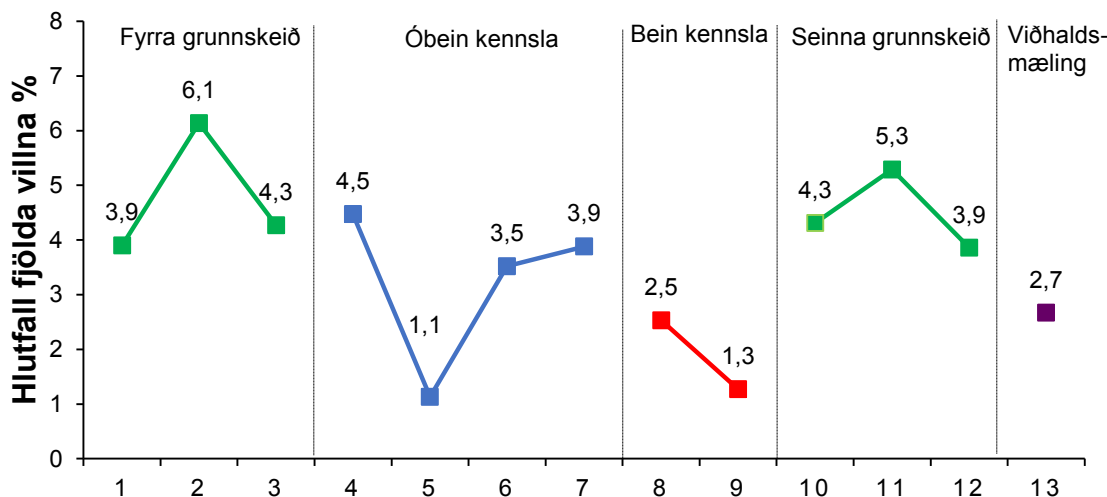 Hlutfall fjölda villna %
8
7
6
5
4
3
2
1
0
Fyrra grunnskeið
Óbein kennsla
Bein kennsla
Seinna grunnskeið
Viðhalds-
mæling
3,9
6,1
4,3
4,5
1,1
3,5
3,9
2,5
1,3
4,3
5,3
3,9
2,7
1 2 3 4 5 6 7 8 9 10 11 12 13